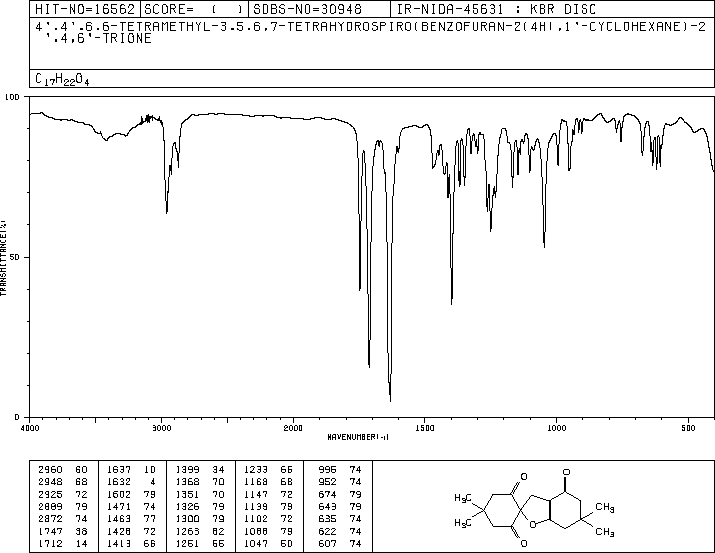 HIT-NO=16562 SCORE= ( ) SDBS-NO=30948 IR-NIDA-45631 : KBR DISC
4',4',6,6-TETRAMETHYL-3,5,6,7-TETRAHYDROSPIRO(BENZOFURAN-2(4H),1'-CYCLOHEXANE)-2
',4,6'-TRIONE
C17H22O4
100
50
0
TRANSMITTANCE(%)
4000 3000 2000 1500 1000 500
WAVENUMBER(-1)
2960 60 1637 10 1399 34 1233 66 996 74
2948 68 1632 4 1368 70 1168 68 952 74
2925 72 1602 79 1351 70 1147 72 674 79
2889 79 1471 74 1326 79 1139 79 643 79
2872 74 1463 77 1300 79 1102 72 635 74
1747 38 1428 72 1263 62 1088 79 622 74
1712 14 1413 66 1251 55 1047 50 607 74
O
O
H3C
H3C
O
O
CH3
CH3